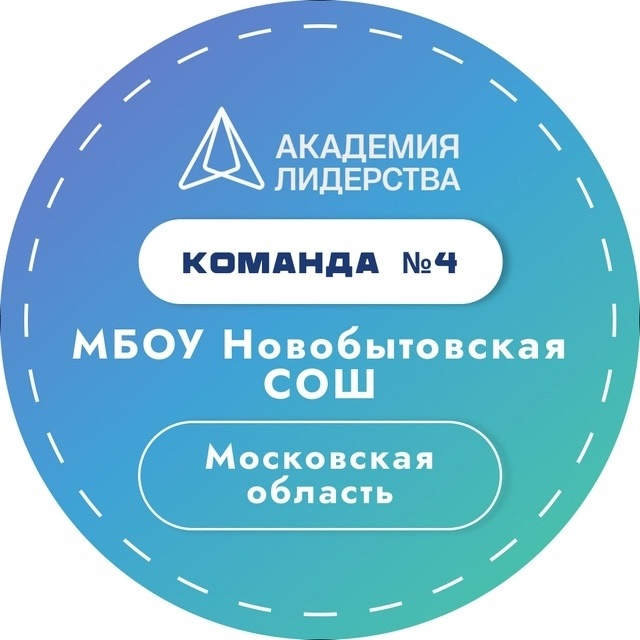 АКАДЕМИЯ
ЛИДЕРСТВА
КОМАНДА №4
МБОУ Новобытовская
СОШ
Московская
область